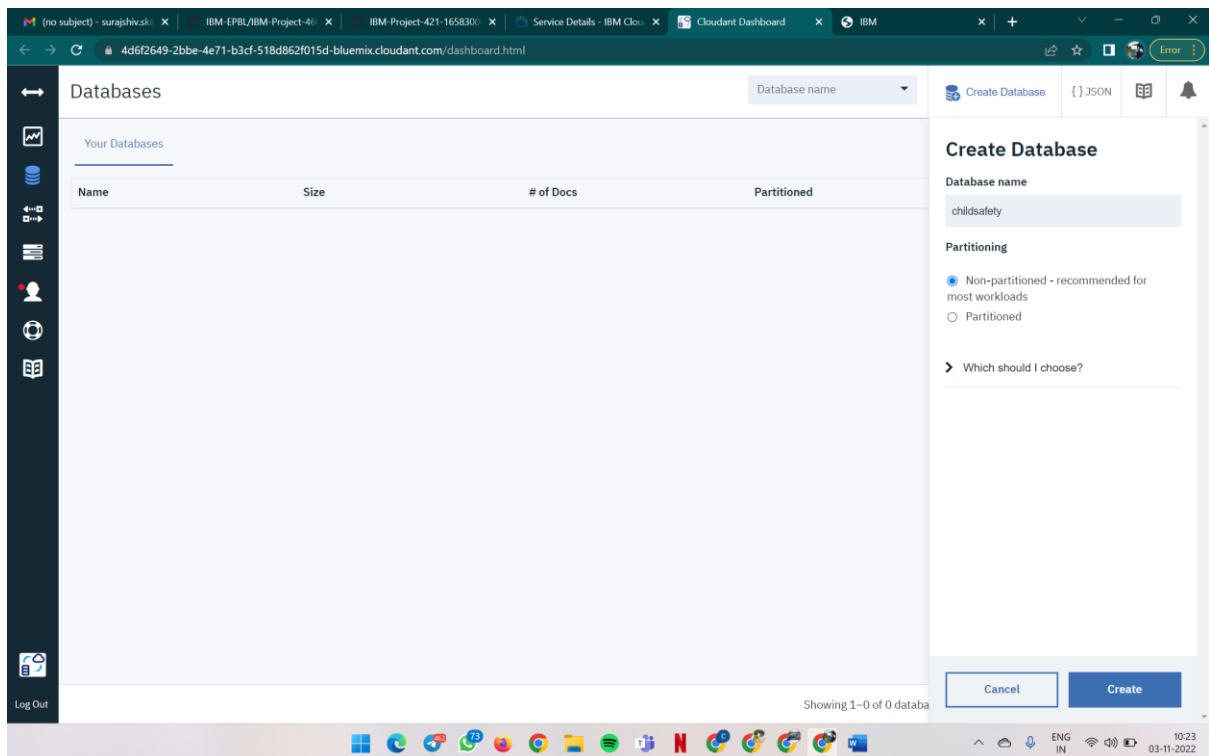 (no subject) - surajshiv.sk
IBM-EPBL/IBM-Project-46
IBM-Project-421-1658300
Service Details - IBM Clou
Cloudant Dashboard
IBM
4d6f2649-2bbe-4e71-b3cf-518d862f015d-bluemix.cloudant.com/dashboard.html
Error
Databases
Database name
Create Database
{ } JSON
Your Databases
Name Size # of Docs Partitioned
Create Database
Database name
childsafety
Partitioning
Non-partitioned - recommended for
most workloads
Partitioned
Which should I choose?
Cancel
Create
Log Out
Showing 1–0 of 0 databa
73
ENG
IN
10:23
03-11-2022